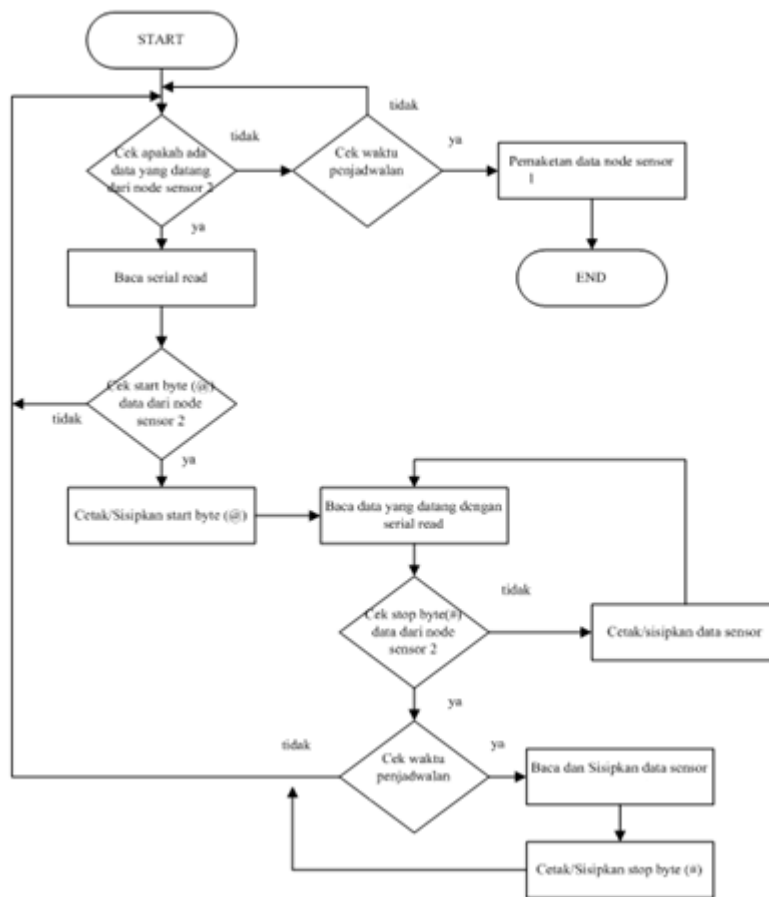 START
tidak
tidak
Cek apakah ada
data yang datang
dari node sensor 2
Cek waktu
penjadwalan
ya
Pemaketan data node sensor
1
ya
Baca serial read
END
Cek start byte (@)
data dari node
sensor 2
tidak
ya
Cetak/Sisipkan start byte (@)
Baca data yang datang dengan
serial read
Cek stop byte(#)
data dari node
sensor 2
tidak
Cetak/sisipkan data sensor
ya
tidak
Cek waktu
penjadwalan
ya
Baca dan Sisipkan data sensor
Cetak/Sisipkan stop byte (#)